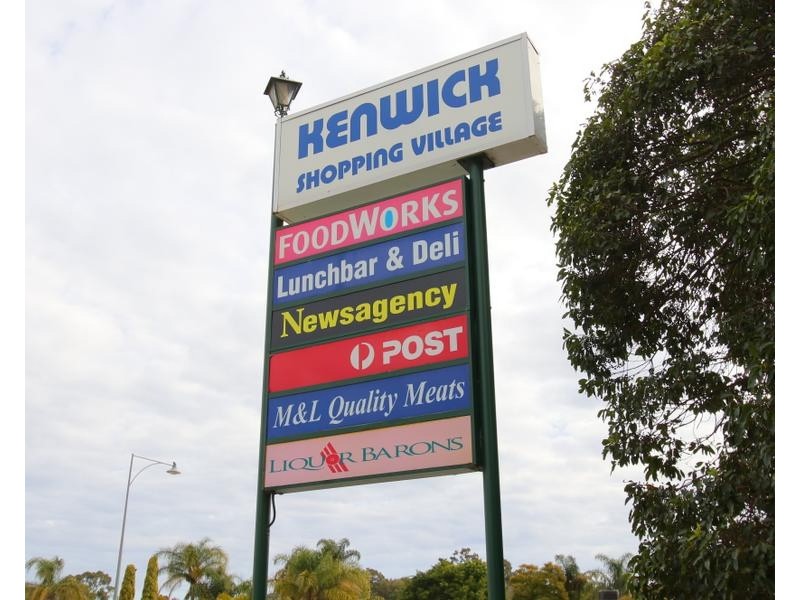 KENWICK
SHOPPING VILLAGE
FOODWORKS
Lunchbar & Deli
Newsagency
POST
M&L Quality Meats
LIQUOR BARONS